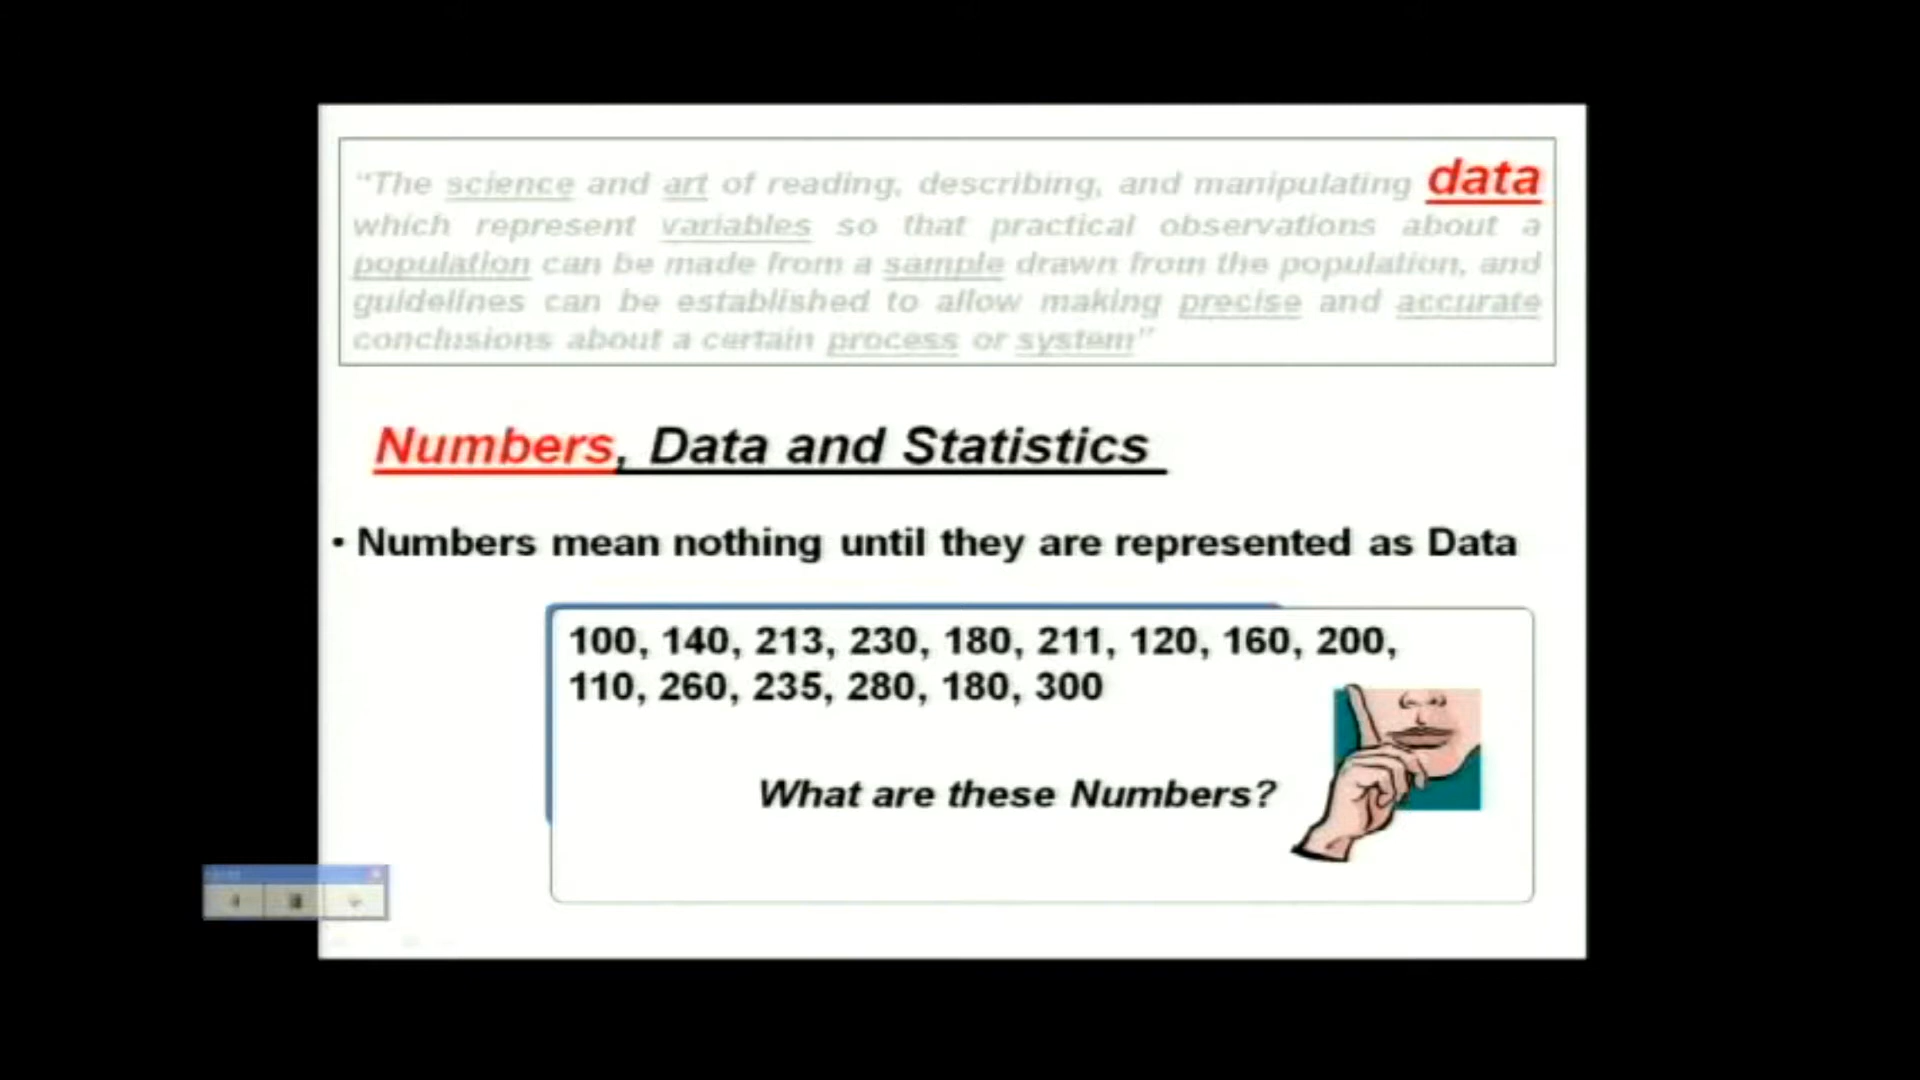 "The science and art of reading, describing, and manipulating data
which represent variables so that practical observations about a
population can be made from a sample drawn from the population, and
guidelines can be established to allow making precise and accurate
conclusions about a certain process or system"
Numbers, Data and Statistics
• Numbers mean nothing until they are represented as Data
100, 140, 213, 230, 180, 211, 120, 160, 200,
110, 260, 235, 280, 180, 300
What are these Numbers?